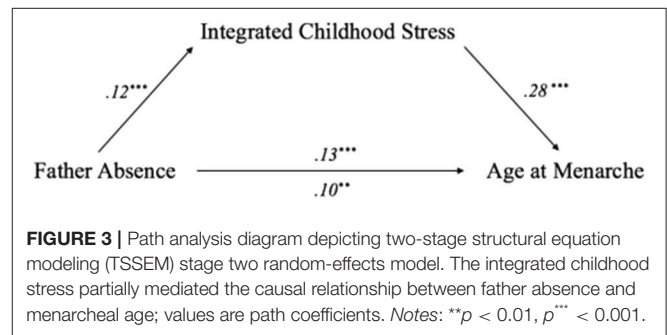 Integrated Childhood Stress
.12***
.28***
.13***
Father Absence
Age at Menarche
.10**
FIGURE 3 | Path analysis diagram depicting two-stage structural equation
modeling (TSSEM) stage two random-effects model. The integrated childhood
stress partially mediated the causal relationship between father absence and
menarcheal age; values are path coefficients. Notes: **p < 0.01, p*** < 0.001.